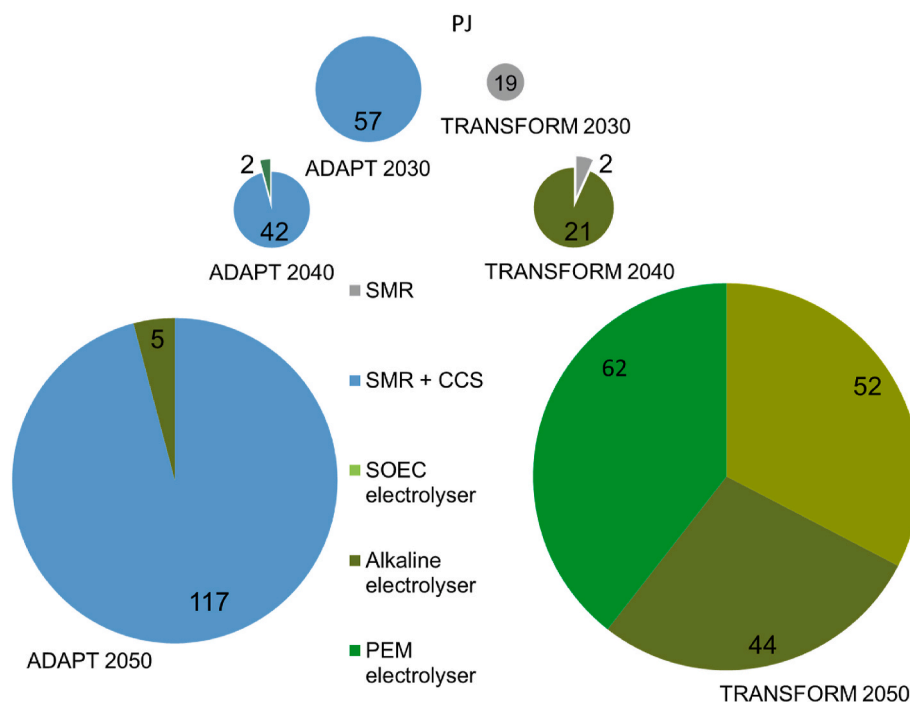 PJ
57
ADAPT 2030
19
TRANSFORM 2030
2
42
ADAPT 2040
2
21
TRANSFORM 2040
SMR
SMR + CCS
SOEC
electrolyser
Alkaline
electrolyser
PEM
electrolyser
5
117
ADAPT 2050
62
52
44
TRANSFORM 2050